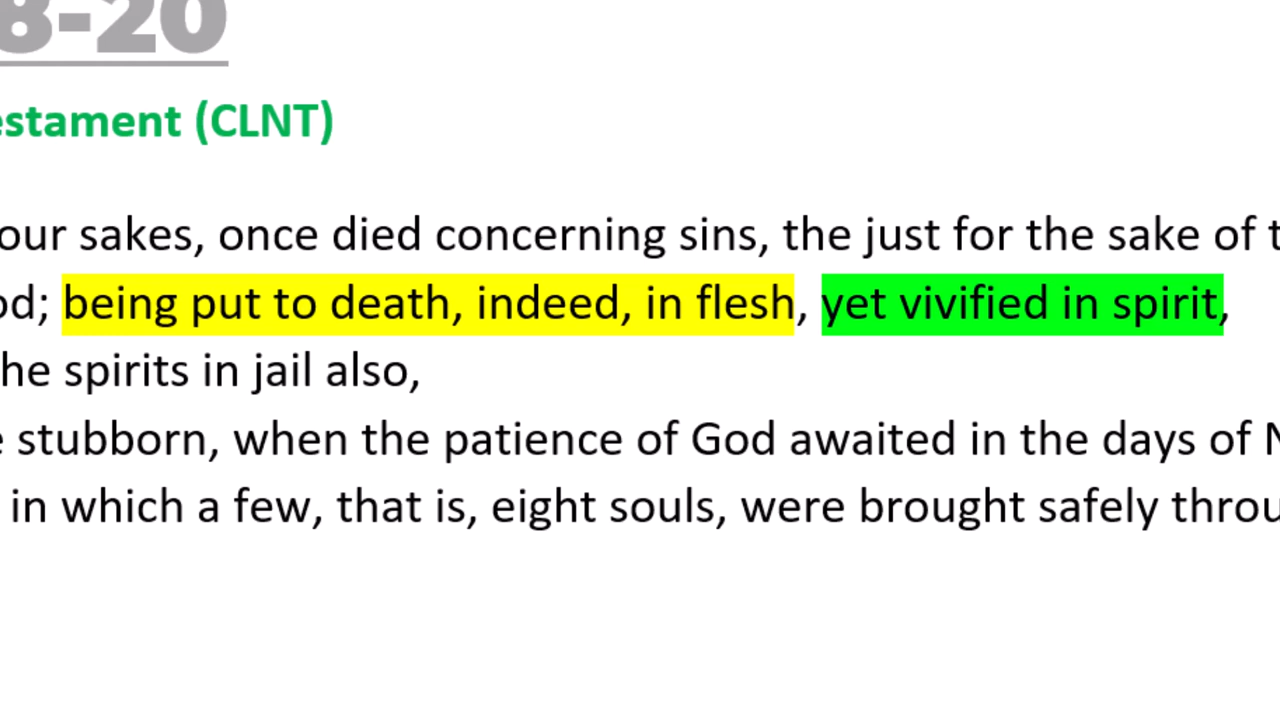 8-20
estament (CLNT)
our sakes, once died concerning sins, the just for the sake of t
od; being put to death, indeed, in flesh, yet vivified in spirit,
he spirits in jail also,
e stubborn, when the patience of God awaited in the days of N
in which a few, that is, eight souls, were brought safely throu